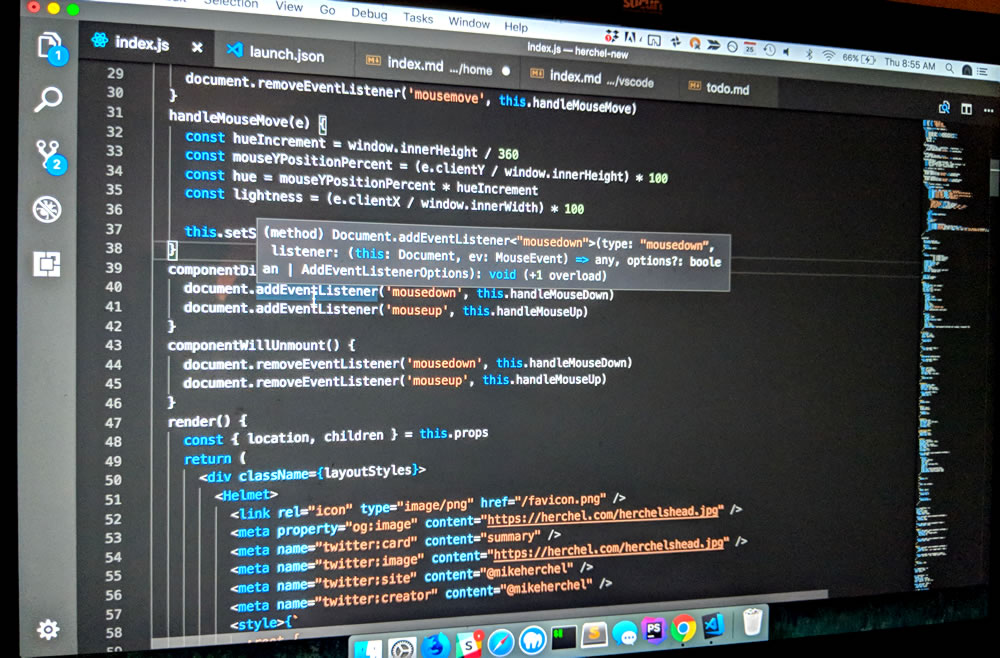 Selection View Go Debug Tasks Window Help
66% Thu 8:55 AM
Index.js — herchel-new
index.js launch.json index.md .../home index.md .../vscode todo.md
1
2
29
30 document.removeEventListener('mousemove', this.handleMouseMove)
31 }
32 handleMouseMove(e) {
33 const hueIncrement = window.innerHeight / 360
34 const mouseYPositionPercent = (e.clientY / window.innerHeight) * 100
35 const hue = mouseYPositionPercent * hueIncrement
36 const lightness = (e.clientX / window.innerWidth) * 100
37 this.setS
38 }
(method) Document.addEventListener<"mousedown">(type: "mousedown",
listener: (this: Document, ev: MouseEvent) => any, options?: boole
an | AddEventListenerOptions): void (+1 overload)
39 componentDi
40 document.addEventListener('mousedown', this.handleMouseDown)
41 document.addEventListener('mouseup', this.handleMouseUp)
42 }
43 componentWillUnmount() {
44 document.removeEventListener('mousedown', this.handleMouseDown)
45 document.removeEventListener('mouseup', this.handleMouseUp)
46 }
47 render() {
48 const { location, children } = this.props
49 return (
50 <div className={layoutStyles}>
51 <Helmet>
52 <link rel="icon" type="image/png" href="/favicon.png" />
53 <meta property="og:image" content="https://herchel.com/herchelshead.jpg" />
54 <meta name="twitter:card" content="summary" />
55 <meta name="twitter:image" content="https://herchel.com/herchelshead.jpg" />
56 <meta name="twitter:site" content="@mikeherchel" />
57 <meta name="twitter:creator" content="@mikeherchel" />
58 <style>{`